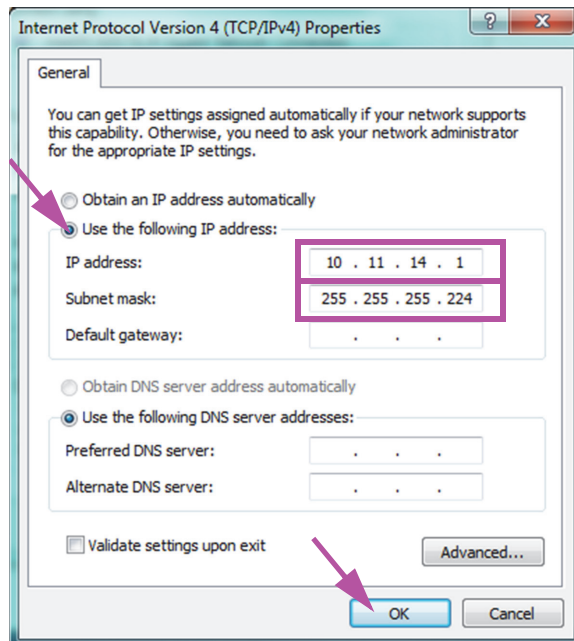 Internet Protocol Version 4 (TCP/IPv4) Properties
?
X
General
You can get IP settings assigned automatically if your network supports
this capability. Otherwise, you need to ask your network administrator
for the appropriate IP settings.
Obtain an IP address automatically
Use the following IP address:
IP address: 10 . 11 . 14 . 1
Subnet mask: 255 . 255 . 255 . 224
Default gateway: . . .
Obtain DNS server address automatically
Use the following DNS server addresses:
Preferred DNS server: . . .
Alternate DNS server: . . .
Validate settings upon exit
Advanced...
OK Cancel